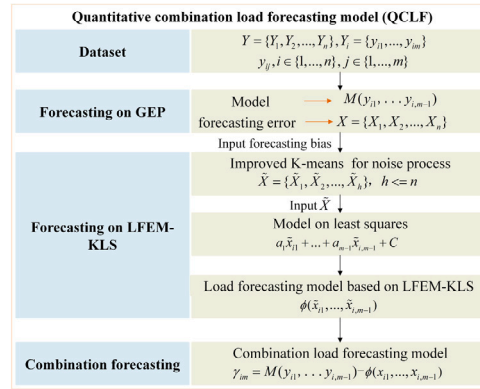 Quantitative combination load forecasting model (QCLF)
Dataset
Y = {Y₁,Y₂,...,Yₙ}, Yᵢ = {yᵢ₁,...,yᵢₘ}
yᵢⱼ, i ∈ {1,...,n}, j ∈ {1,...,m}
Forecasting on GEP
Model → M(yᵢ₁, . . . yᵢ,ₘ₋₁)
forecasting error → X = {X₁, X₂,..., Xₙ}
Input forecasting bias
Forecasting on LFEM-
KLS
Improved K-means for noise process
X̃ = {X̃₁, X̃₂,..., X̃ₕ}, h <= n
Input X̃
Model on least squares
a₁x̃ᵢ₁ + ... + aₘ₋₁x̃ᵢ,ₘ₋₁ + C
Load forecasting model based on LFEM-KLS
ϕ(x̃ᵢ₁,..., x̃ᵢ,ₘ₋₁)
Combination forecasting
Combination load forecasting model
γᵢₘ = M(yᵢ₁, . . . yᵢ,ₘ₋₁) − ϕ(xᵢ₁,..., xᵢ,ₘ₋₁)